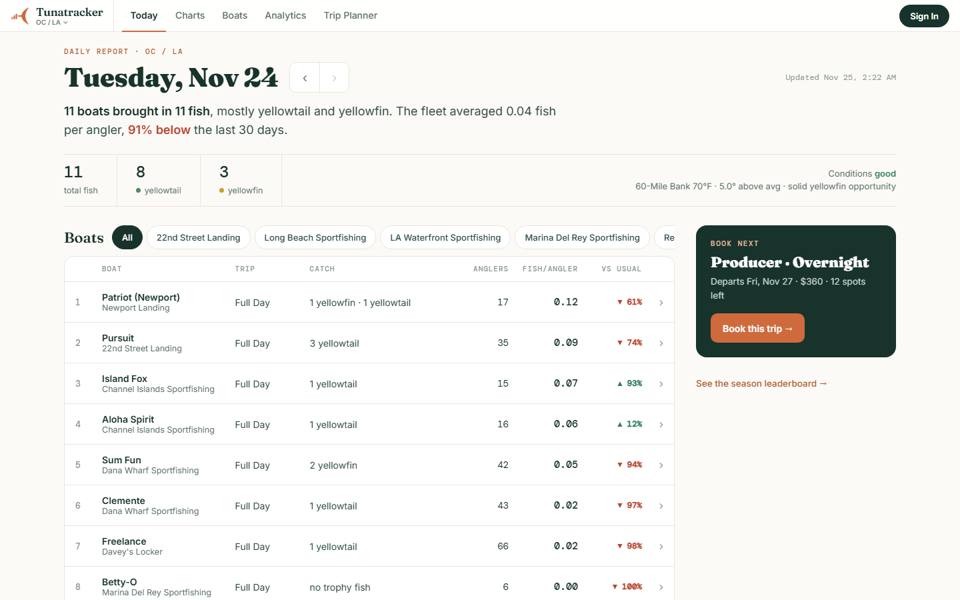 Tunatracker
OC / LA
Today Charts Boats Analytics Trip Planner
Sign In
DAILY REPORT · OC / LA
Tuesday, Nov 24
‹ ›
Updated Nov 25, 2:22 AM
11 boats brought in 11 fish, mostly yellowtail and yellowfin. The fleet averaged 0.04 fish
per angler, 91% below the last 30 days.
11 8 3
total fish yellowtail yellowfin
Conditions good
60-Mile Bank 70°F · 5.0° above avg · solid yellowfin opportunity
Boats All 22nd Street Landing Long Beach Sportfishing LA Waterfront Sportfishing Marina Del Rey Sportfishing Re
BOAT TRIP CATCH ANGLERS FISH/ANGLER VS USUAL
1 Patriot (Newport) Full Day 1 yellowfin · 1 yellowtail 17 0.12 ▼ 61% ›
Newport Landing
2 Pursuit Full Day 3 yellowtail 35 0.09 ▼ 74% ›
22nd Street Landing
3 Island Fox Full Day 1 yellowtail 15 0.07 ▲ 93% ›
Channel Islands Sportfishing
4 Aloha Spirit Full Day 1 yellowtail 16 0.06 ▲ 12% ›
Channel Islands Sportfishing
5 Sum Fun Full Day 2 yellowfin 42 0.05 ▼ 94% ›
Dana Wharf Sportfishing
6 Clemente Full Day 1 yellowtail 43 0.02 ▼ 97% ›
Dana Wharf Sportfishing
7 Freelance Full Day 1 yellowtail 66 0.02 ▼ 98% ›
Davey's Locker
8 Betty-O Full Day no trophy fish 6 0.00 ▼ 100% ›
Marina Del Rey Sportfishing
BOOK NEXT
Producer · Overnight
Departs Fri, Nov 27 · $360 · 12 spots
left
Book this trip →
See the season leaderboard →